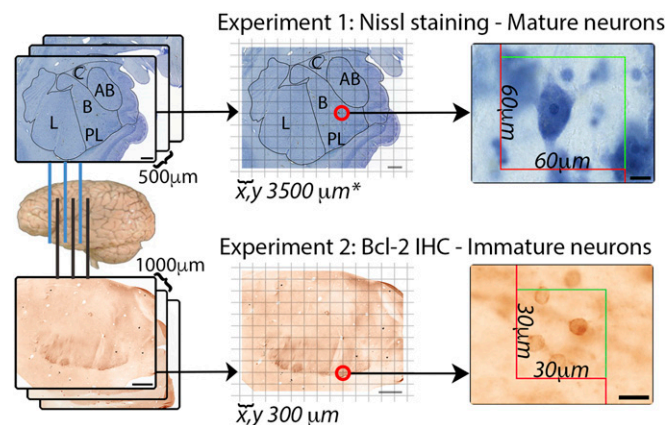 Experiment 1: Nissl staining - Mature neurons
C
AB
B
L
PL
500μm
C
AB
B
L
PL
x,y 3500 μm*
60μm
60μm
Experiment 2: Bcl-2 IHC - Immature neurons
1000μm
x,y 300 μm
30μm
30μm